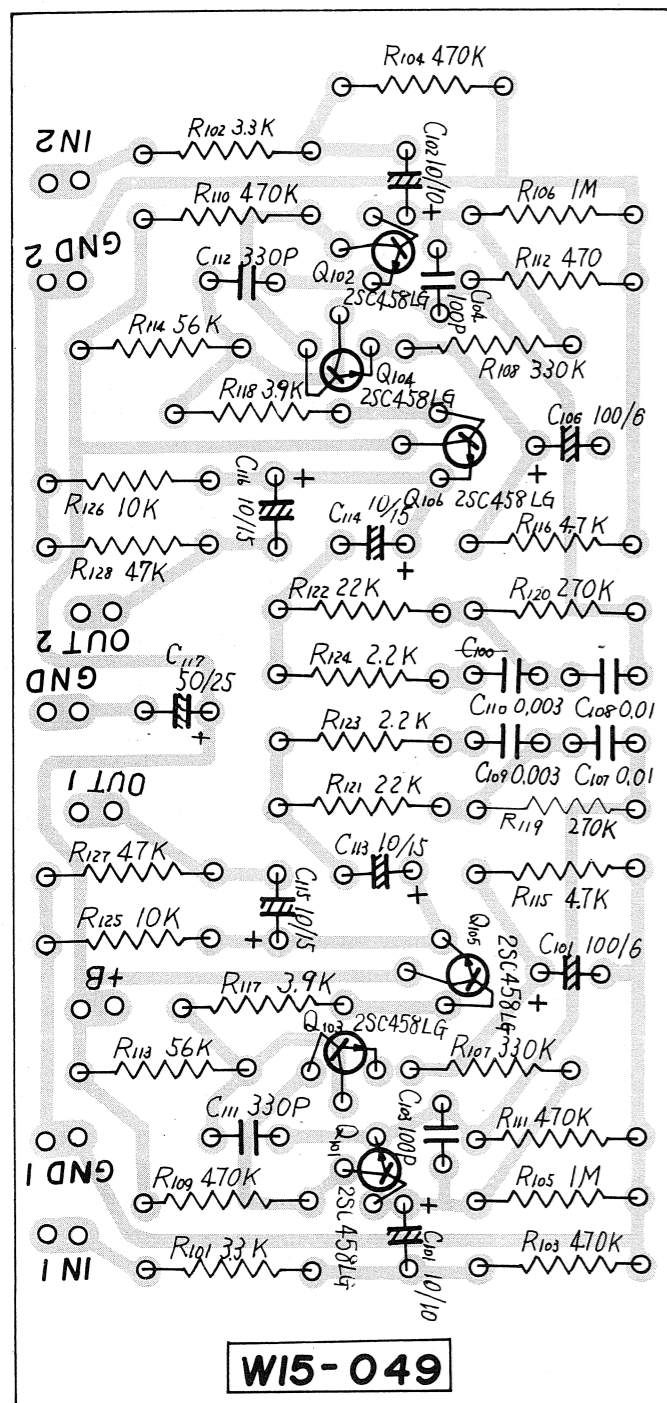 R104 470K
IN2
R102 3.3K
C102 10/10
+
R110 470K
R106 1M
GND 2
C112 330P
Q102
2SC458LG
C104
100P
R112 470
R114 56K
Q104
2SC458LG
R108 330K
R118 3.9K
C106 100/6
+
C116 10/15
+
Q106 2SC458LG
R126 10K
C114 10/15
+
R116 4.7K
R128 47K
R122 22K
R120 270K
OUT 2
C117
50/25
+
GND
R124 2.2K
C100
C110 0.003
C108 0.01
R123 2.2K
C109 0.003
C107 0.01
OUT 1
R121 22K
R119 270K
R127 47K
C113 10/15
+
C115 10/15
+
R115 4.7K
R125 10K
Q105
2SC458LG
C101 100/6
+
+B
R117 3.9K
Q103 2SC458LG
R113 56K
R107 330K
C111 330P
Q101
2SC458LG
C103 100P
R111 470K
GND 1
R109 470K
R105 1M
+
C101 10/10
IN 1
R101 3.3K
R103 470K
W15-049